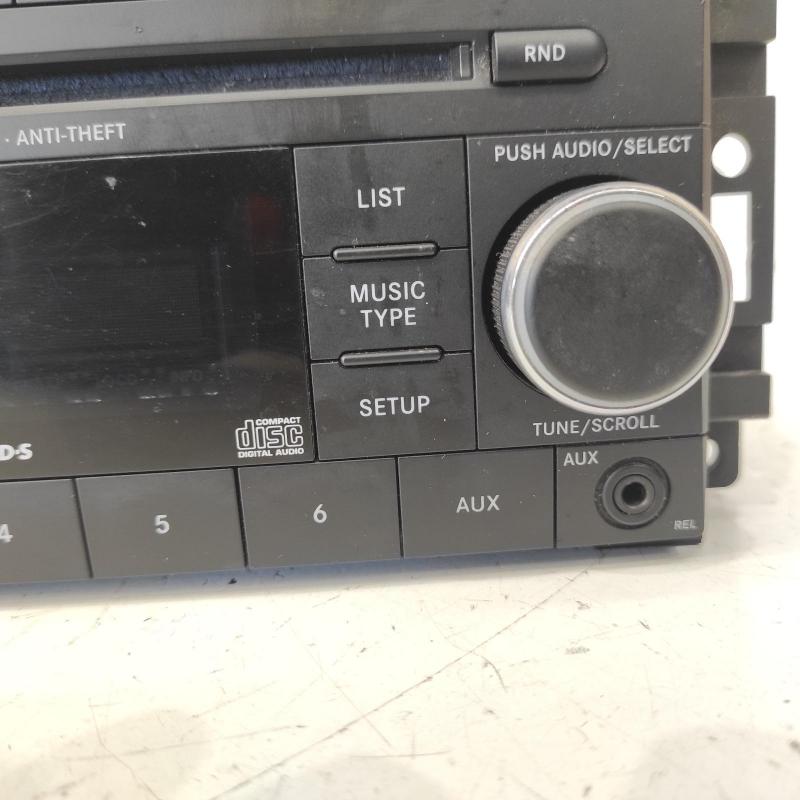 RND
· ANTI-THEFT
PUSH AUDIO/SELECT
LIST
MUSIC
TYPE
SETUP
TUNE/SCROLL
COMPACT
disc
DIGITAL AUDIO
D·S
4
5
6
AUX
AUX
REL